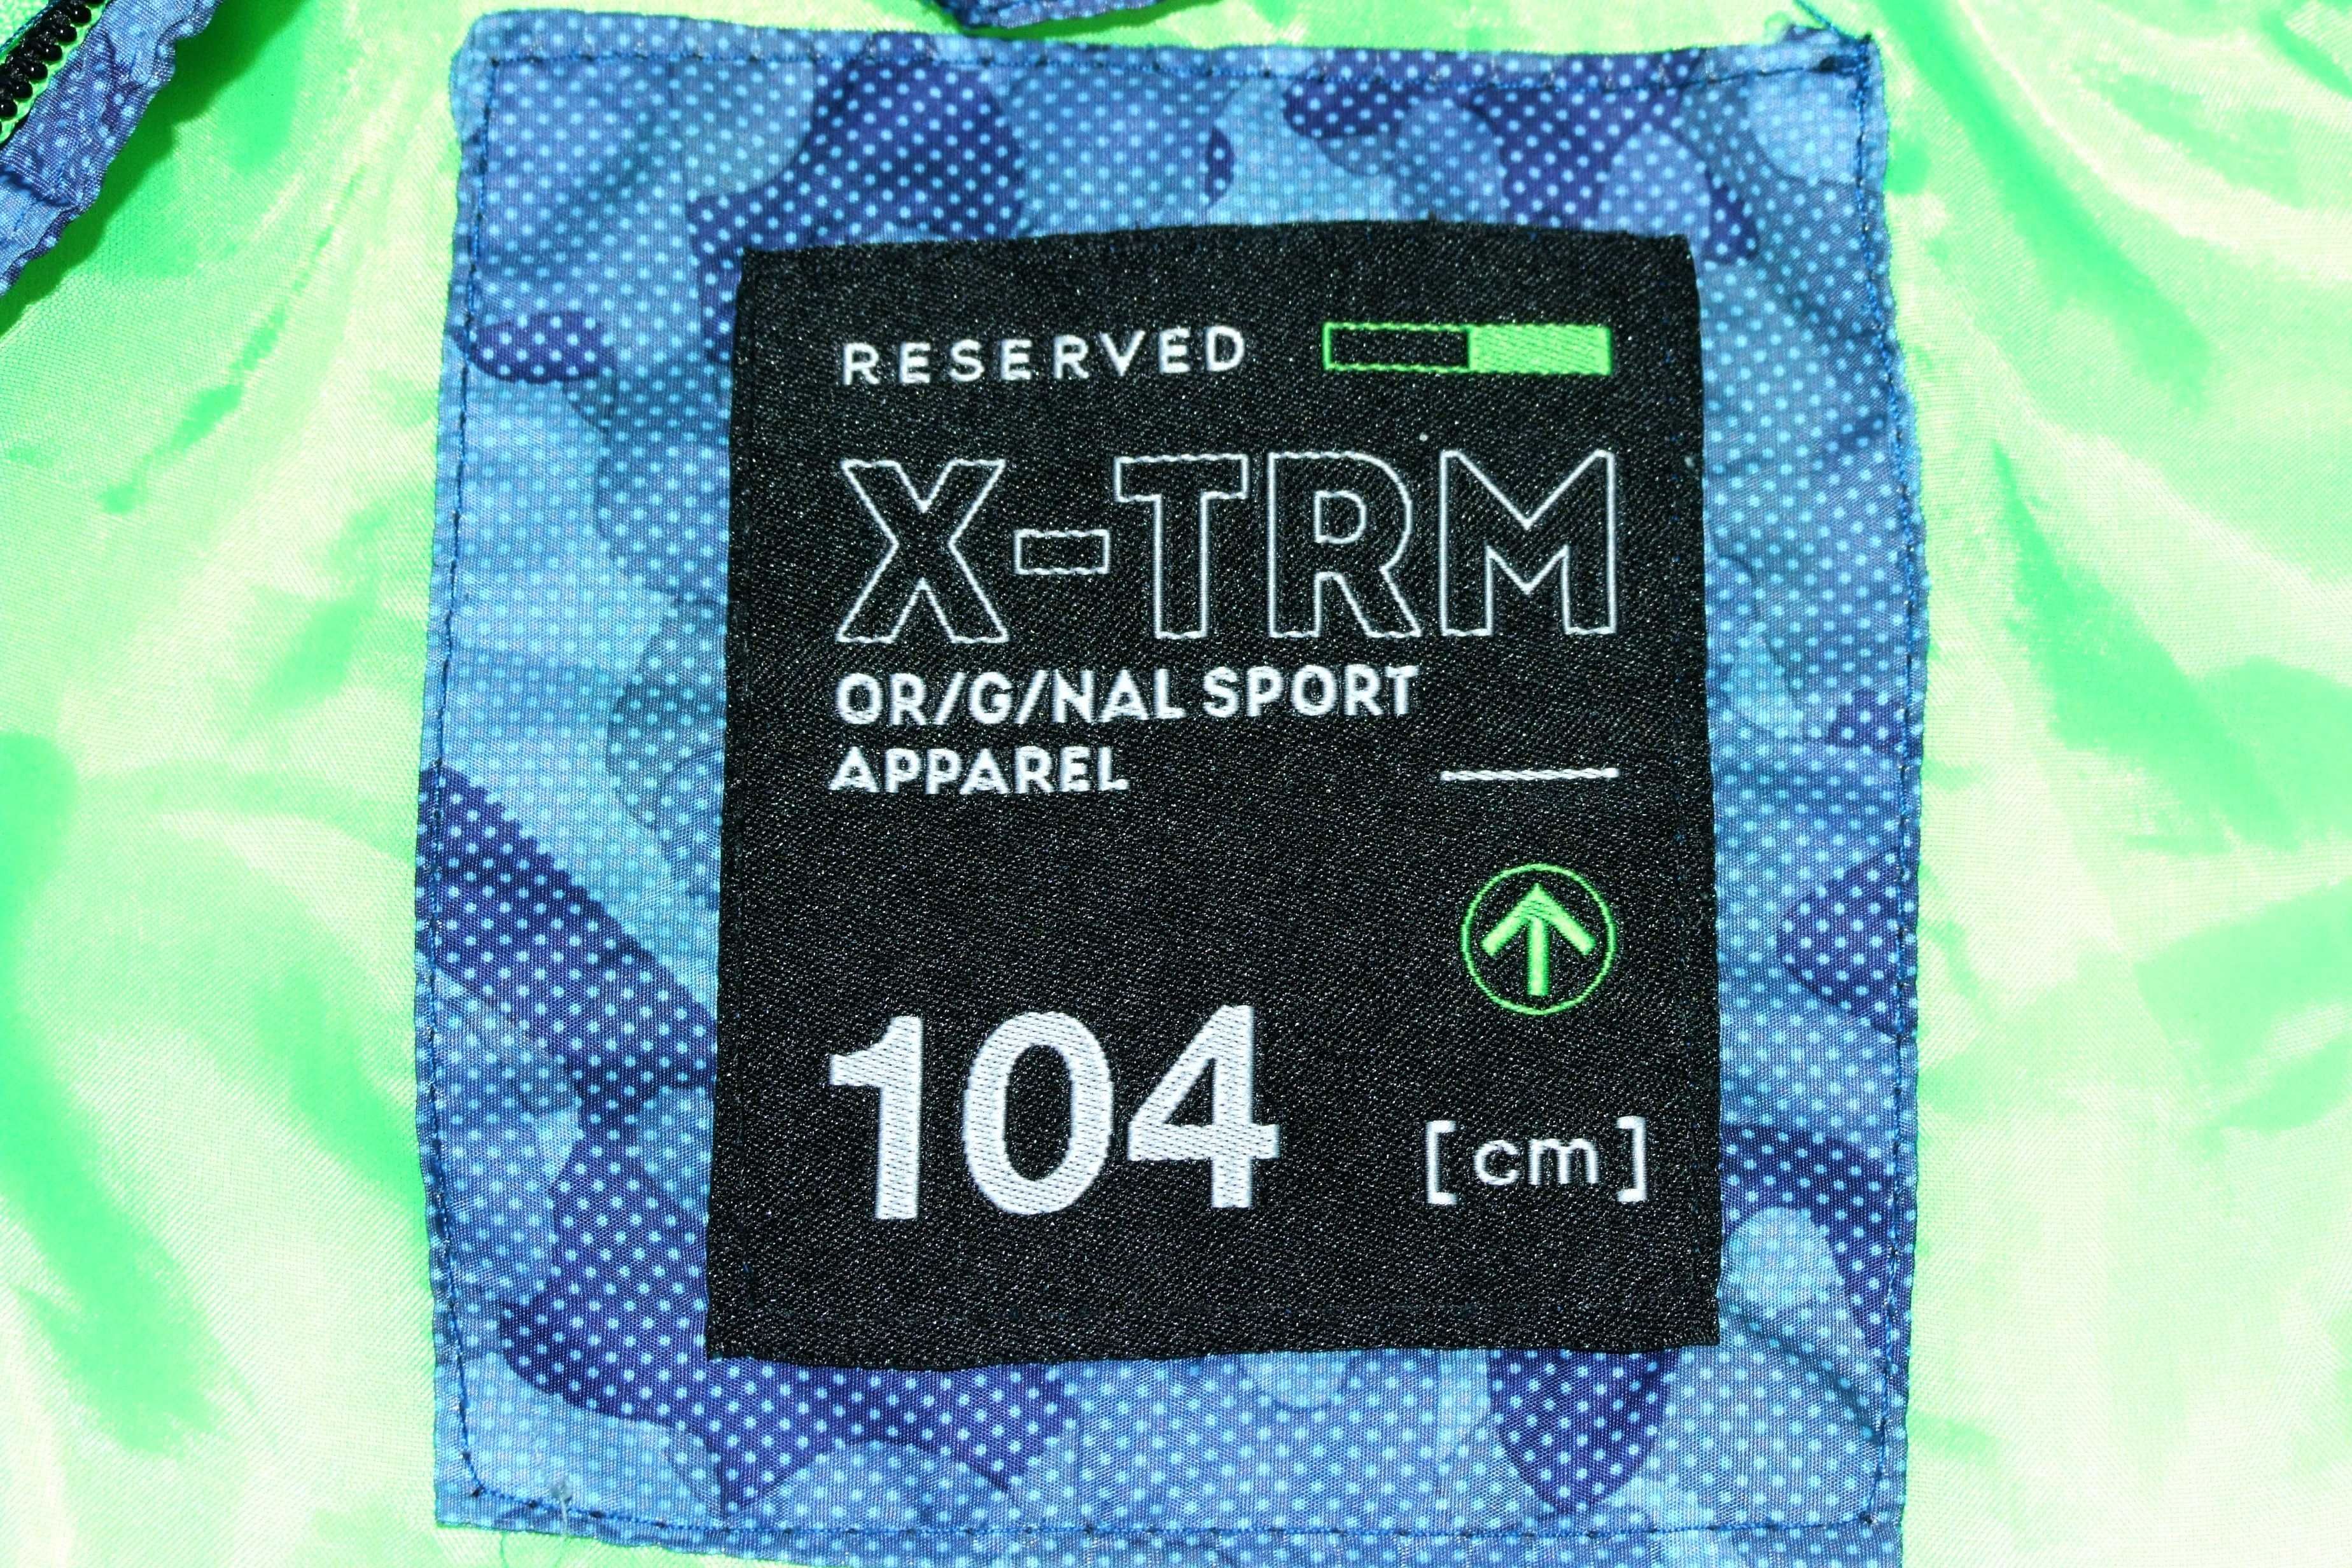 RESERVED
X-TRM
OR/G/NAL SPORT
APPAREL
104 [cm]